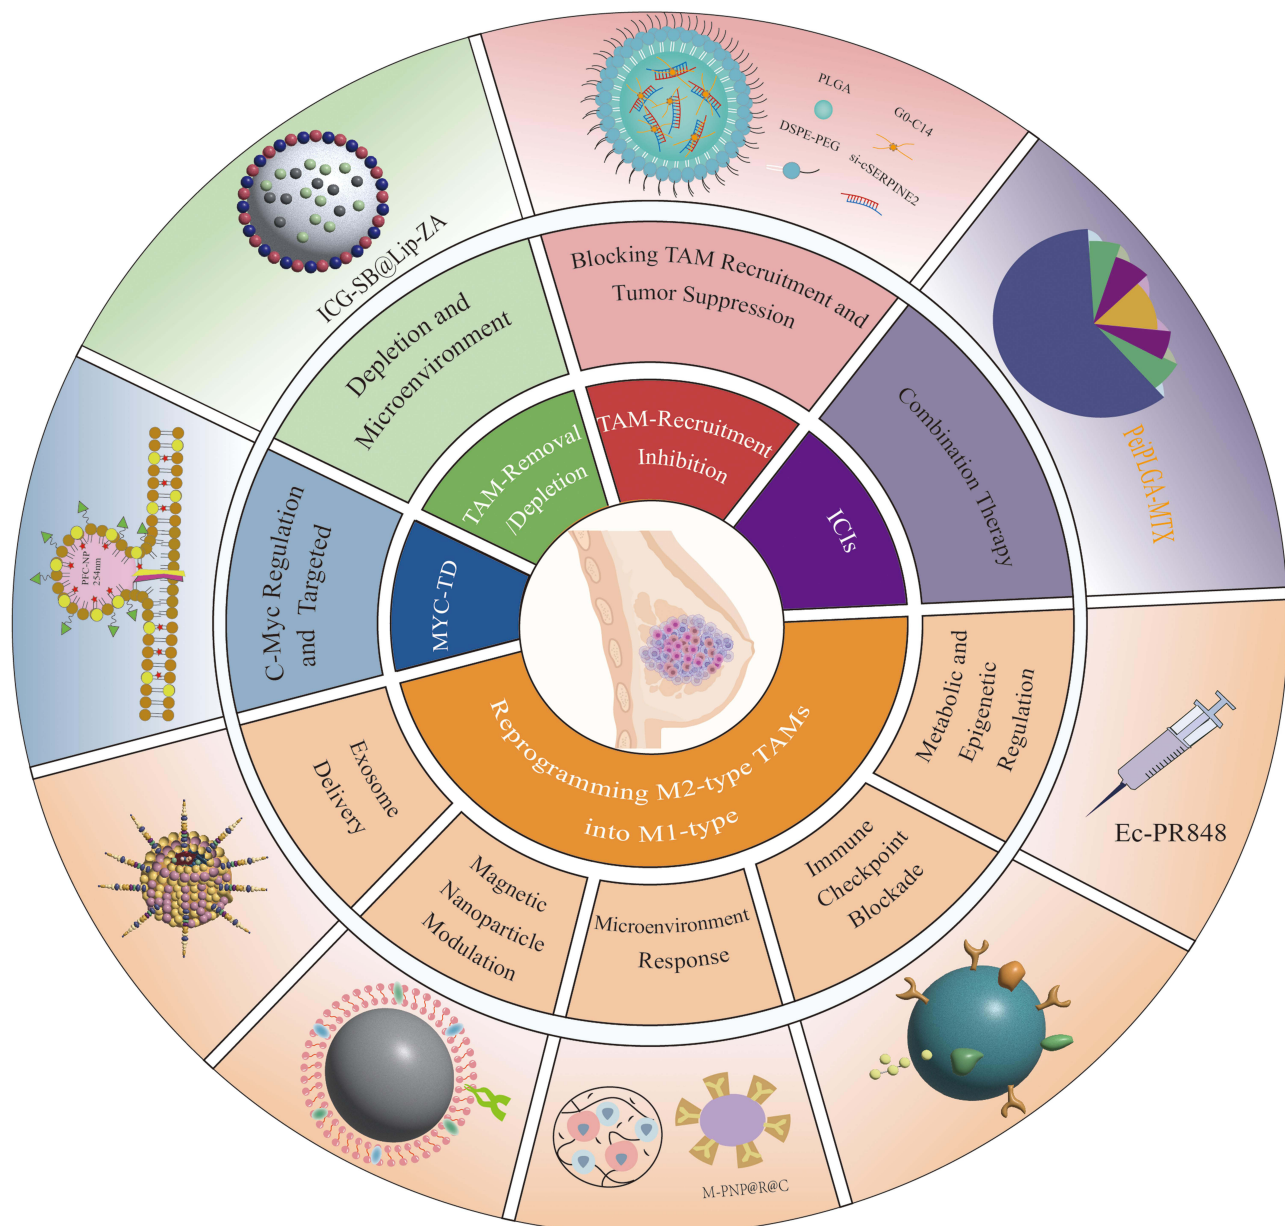 PLGA
G0-C14
DSPE-PEG
si-cSERPINE2
ICG-SB@Lip-ZA
PeiPLGA-MTX
Ec-PR848
M-PNP@R@C
PFC-NP
254nm
Blocking TAM Recruitment and
Tumor Suppression
Combination Therapy
Metabolic and
Epigenetic
Regulation
Immune
Checkpoint
Blockade
Microenvironment
Response
Magnetic
Nanoparticle
Modulation
Exosome
Delivery
C-Myc Regulation
and Targeted
Depletion and
Microenvironment
TAM-Recruitment
Inhibition
ICIs
Reprogramming M2-type TAMs
into M1-type
MYC-TD
TAM-Removal
/Depletion